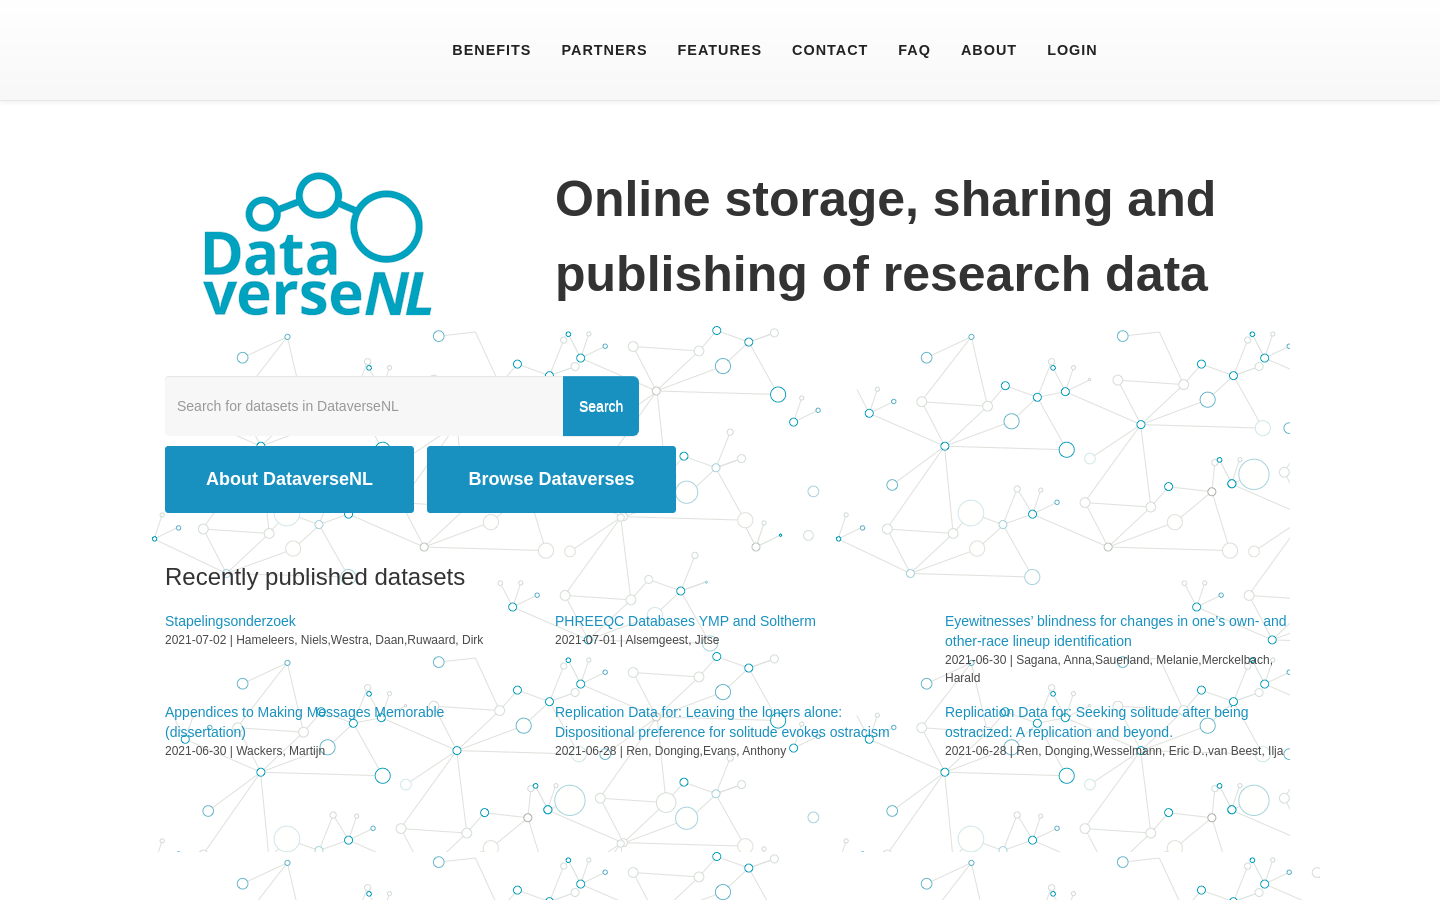 BENEFITS PARTNERS FEATURES CONTACT FAQ ABOUT LOGIN
Data
verseNL
Online storage, sharing and
publishing of research data
Search for datasets in DataverseNL
Search
About DataverseNL
Browse Dataverses
Recently published datasets
Stapelingsonderzoek
2021-07-02 | Hameleers, Niels,Westra, Daan,Ruwaard, Dirk
PHREEQC Databases YMP and Soltherm
2021-07-01 | Alsemgeest, Jitse
Eyewitnesses’ blindness for changes in one’s own- and
other-race lineup identification
2021-06-30 | Sagana, Anna,Sauerland, Melanie,Merckelbach,
Harald
Appendices to Making Messages Memorable
(dissertation)
2021-06-30 | Wackers, Martijn
Replication Data for: Leaving the loners alone:
Dispositional preference for solitude evokes ostracism
2021-06-28 | Ren, Donging,Evans, Anthony
Replication Data for: Seeking solitude after being
ostracized: A replication and beyond.
2021-06-28 | Ren, Donging,Wesselmann, Eric D.,van Beest, Ilja